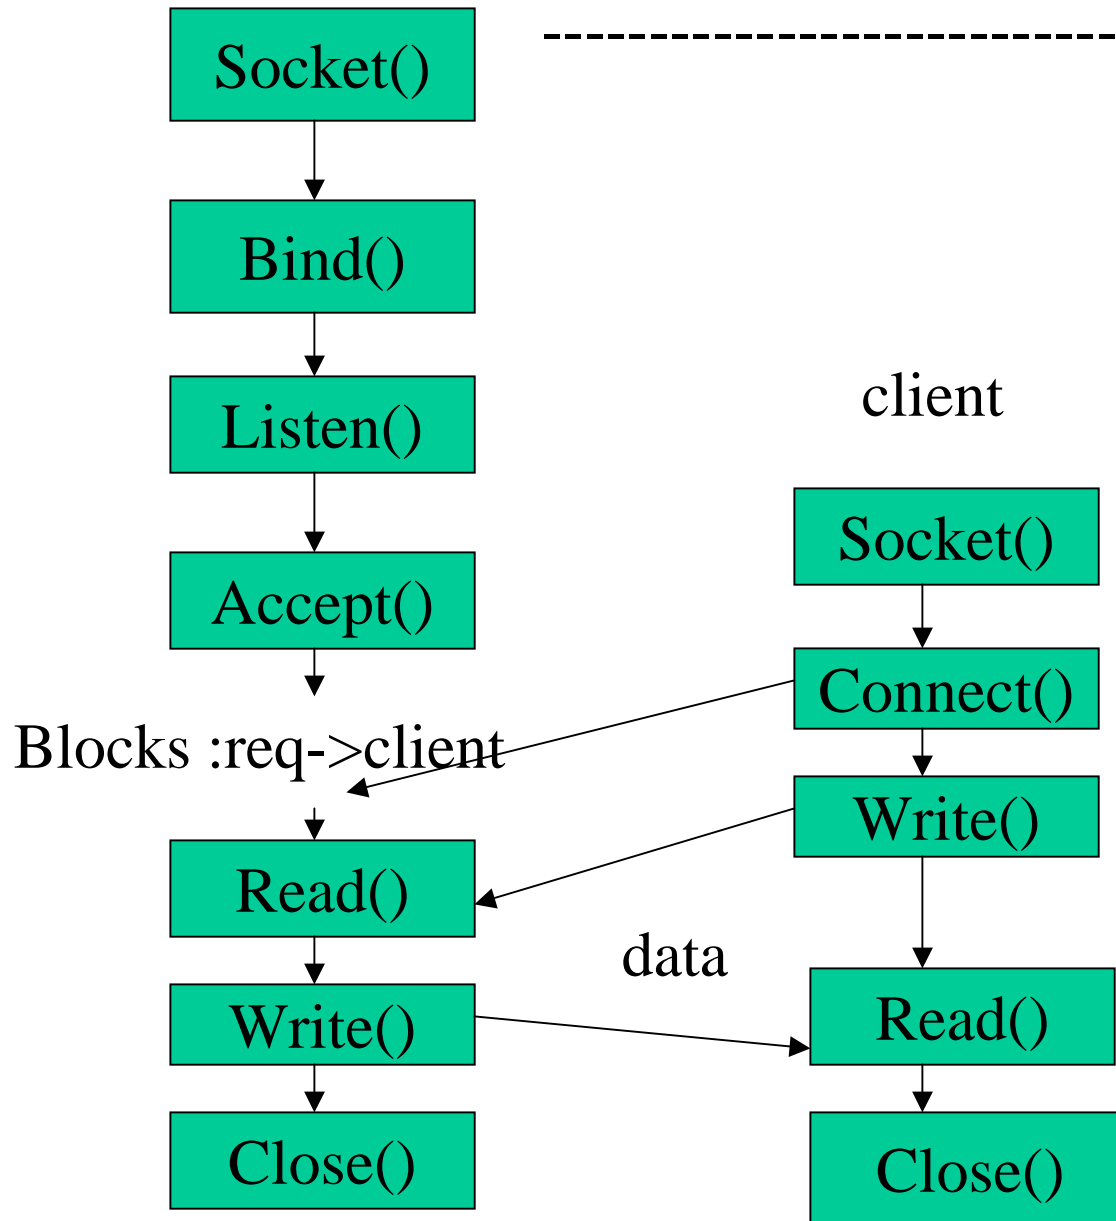 Socket()
Bind()
Listen()
Accept()
Blocks :req->client
Read()
Write()
Close()
client
Socket()
Connect()
Write()
data
Read()
Close()